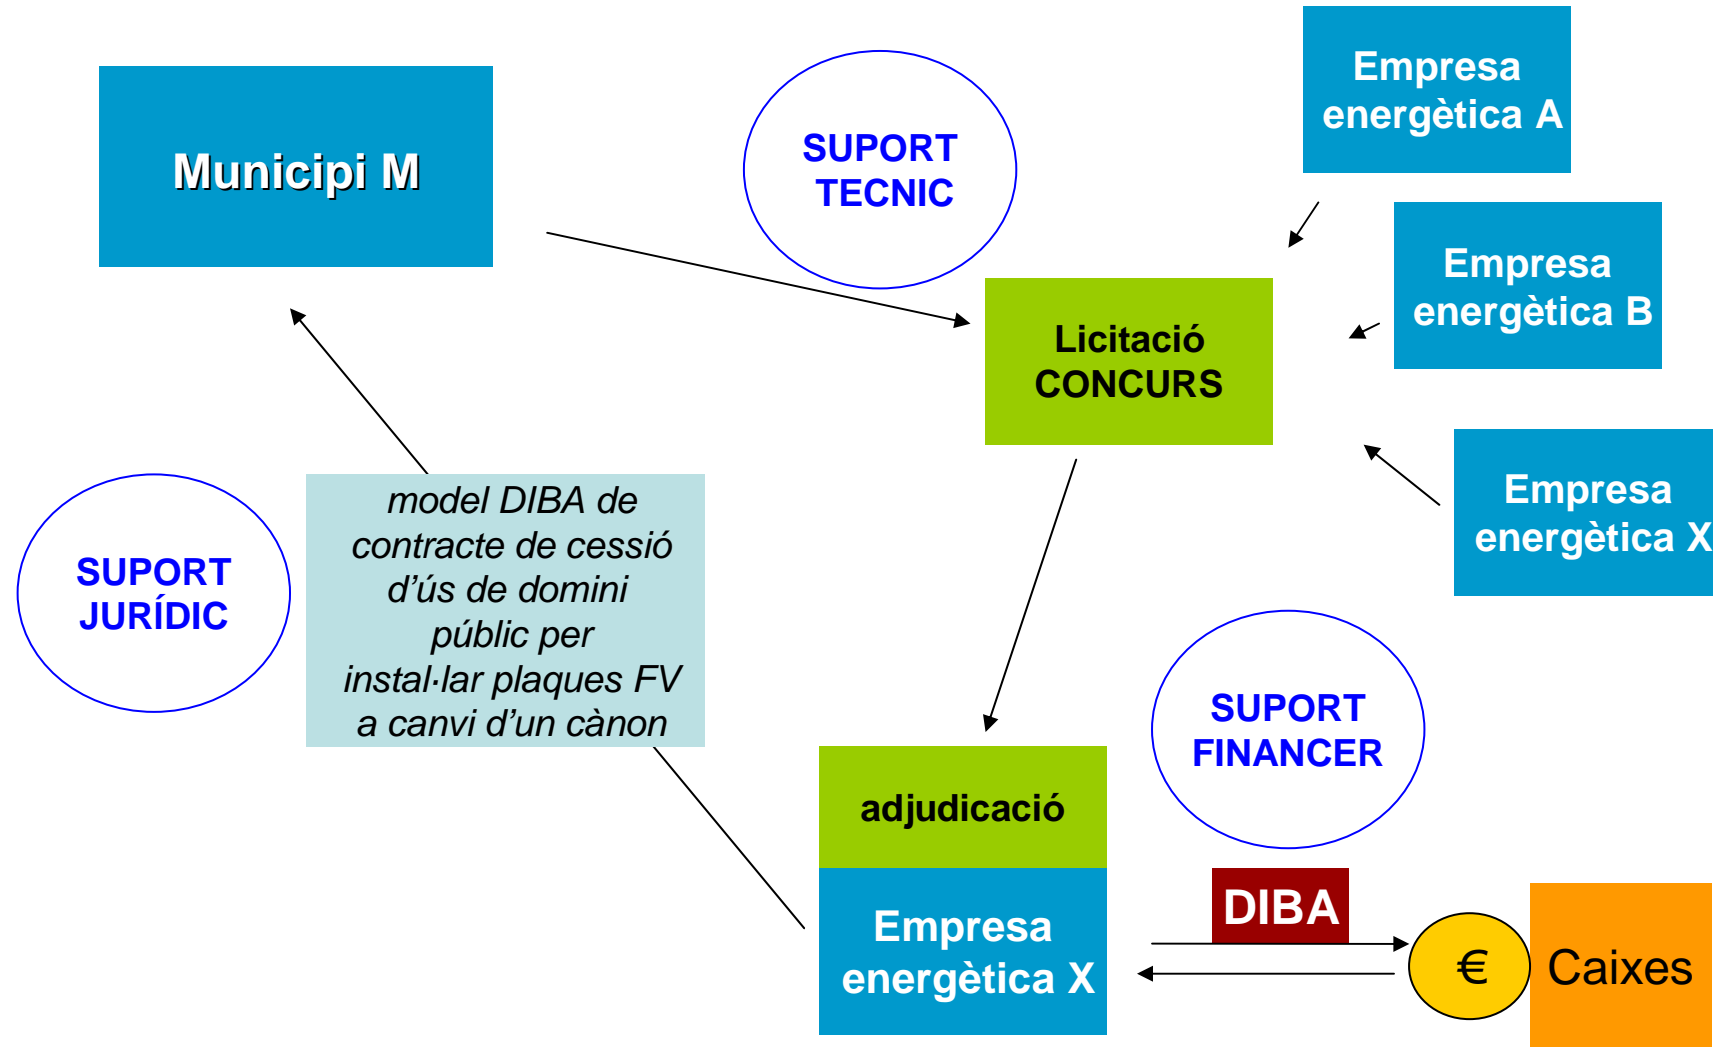 Municipi M
SUPORT
TECNIC
Empresa
energètica A
Empresa
energètica B
Licitació
CONCURS
Empresa
energètica X
SUPORT
JURÍDIC
model DIBA de
contracte de cessió
d’ús de domini
públic per
instal·lar plaques FV
a canvi d’un cànon
SUPORT
FINANCER
adjudicació
Empresa
energètica X
DIBA
€
Caixes